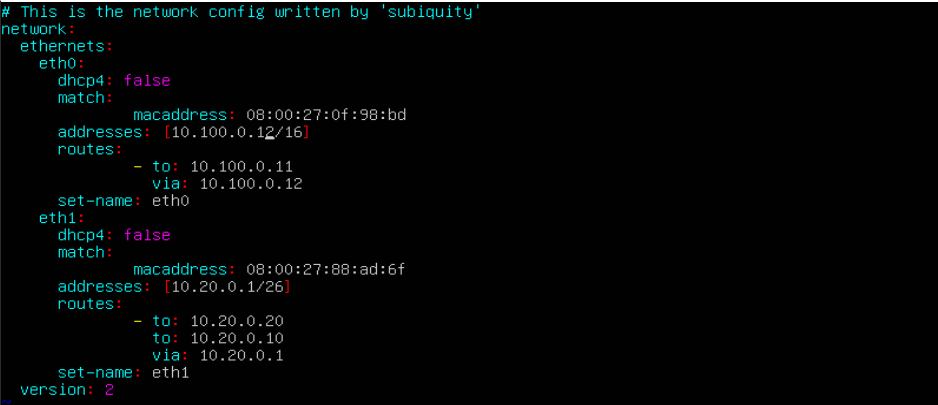 # This is the network config written by 'subiquity'
network:
  ethernets:
    eth0:
      dhcp4: false
      match:
              macaddress: 08:00:27:0f:98:bd
      addresses: [10.100.0.12/16]
      routes:
              - to: 10.100.0.11
                via: 10.100.0.12
      set-name: eth0
    eth1:
      dhcp4: false
      match:
              macaddress: 08:00:27:88:ad:6f
      addresses: [10.20.0.1/26]
      routes:
              - to: 10.20.0.20
                to: 10.20.0.10
                via: 10.20.0.1
      set-name: eth1
  version: 2
~